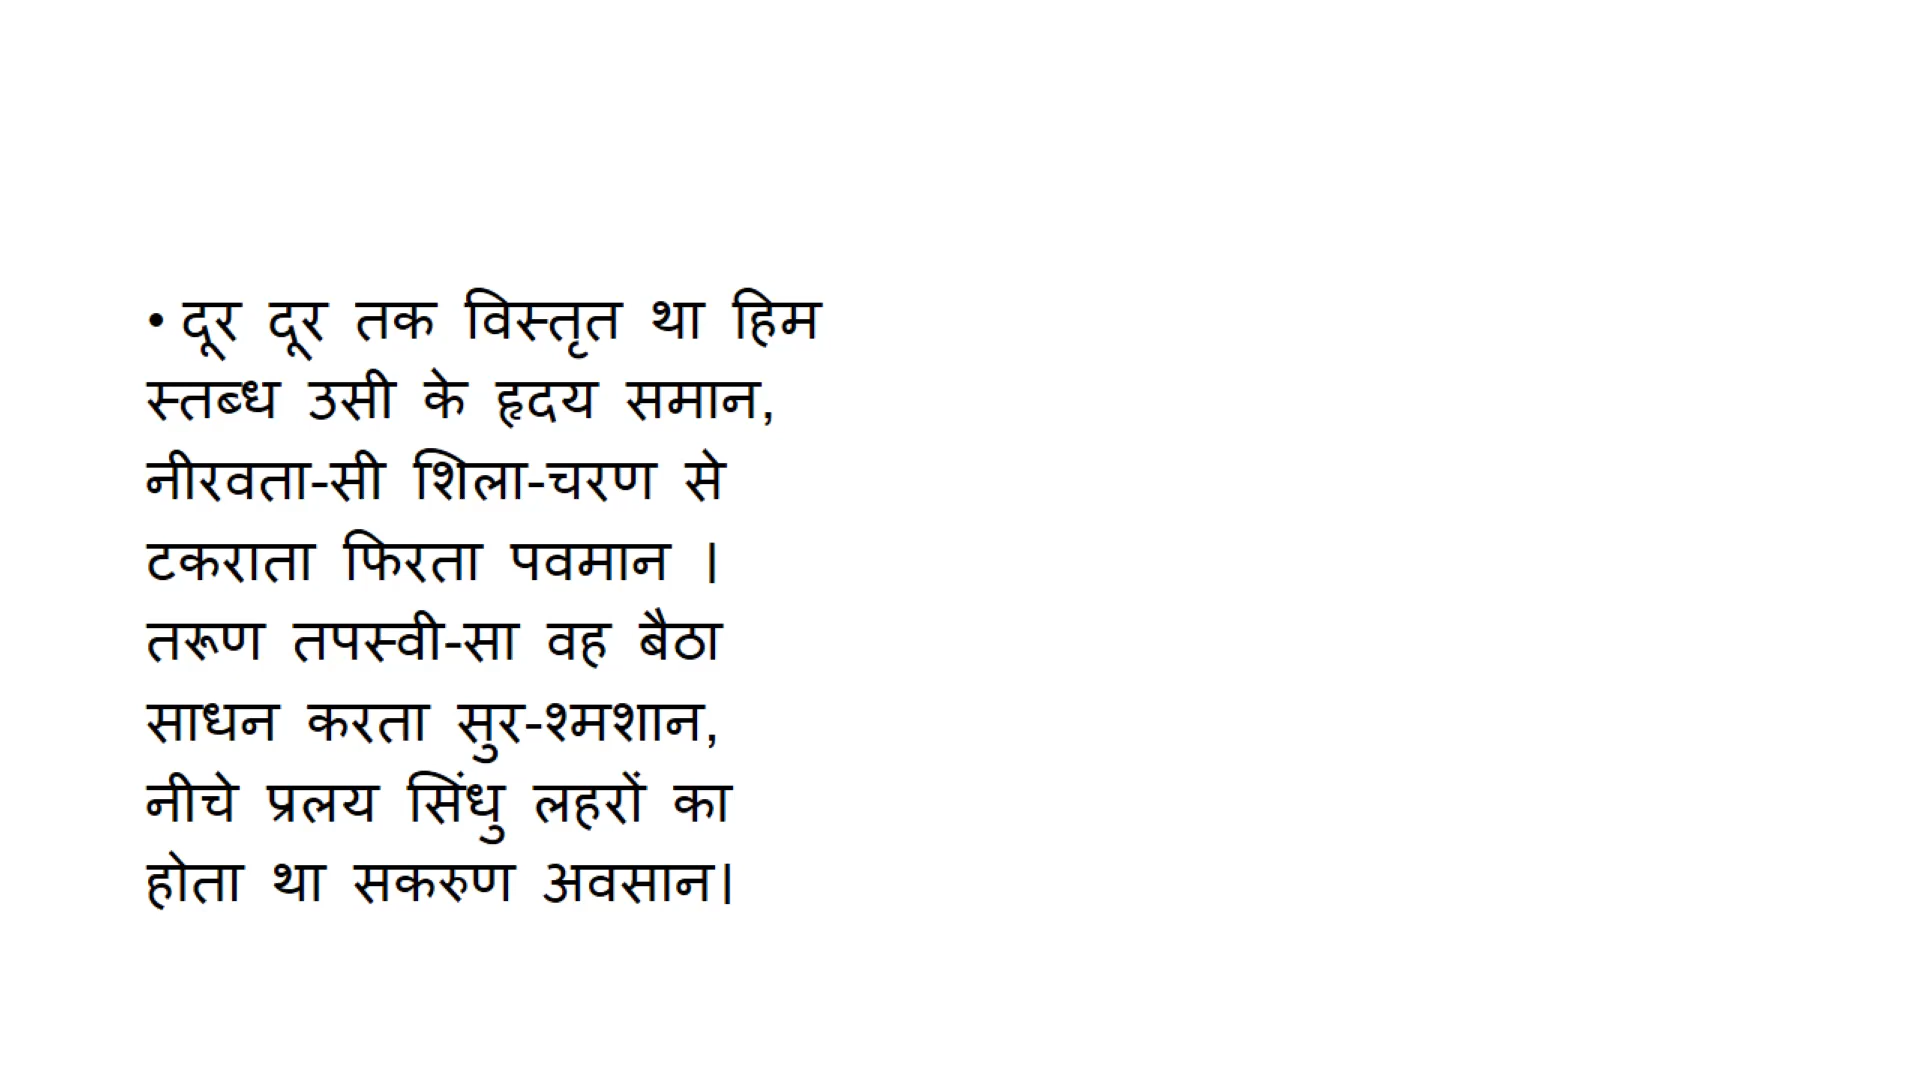 • दूर दूर तक विस्तृत था हिम
स्तब्ध उसी के हृदय समान,
नीरवता-सी शिला-चरण से
टकराता फिरता पवमान ।
तरूण तपस्वी-सा वह बैठा
साधन करता सुर-श्मशान,
नीचे प्रलय सिंधु लहरों का
होता था सकरुण अवसान।